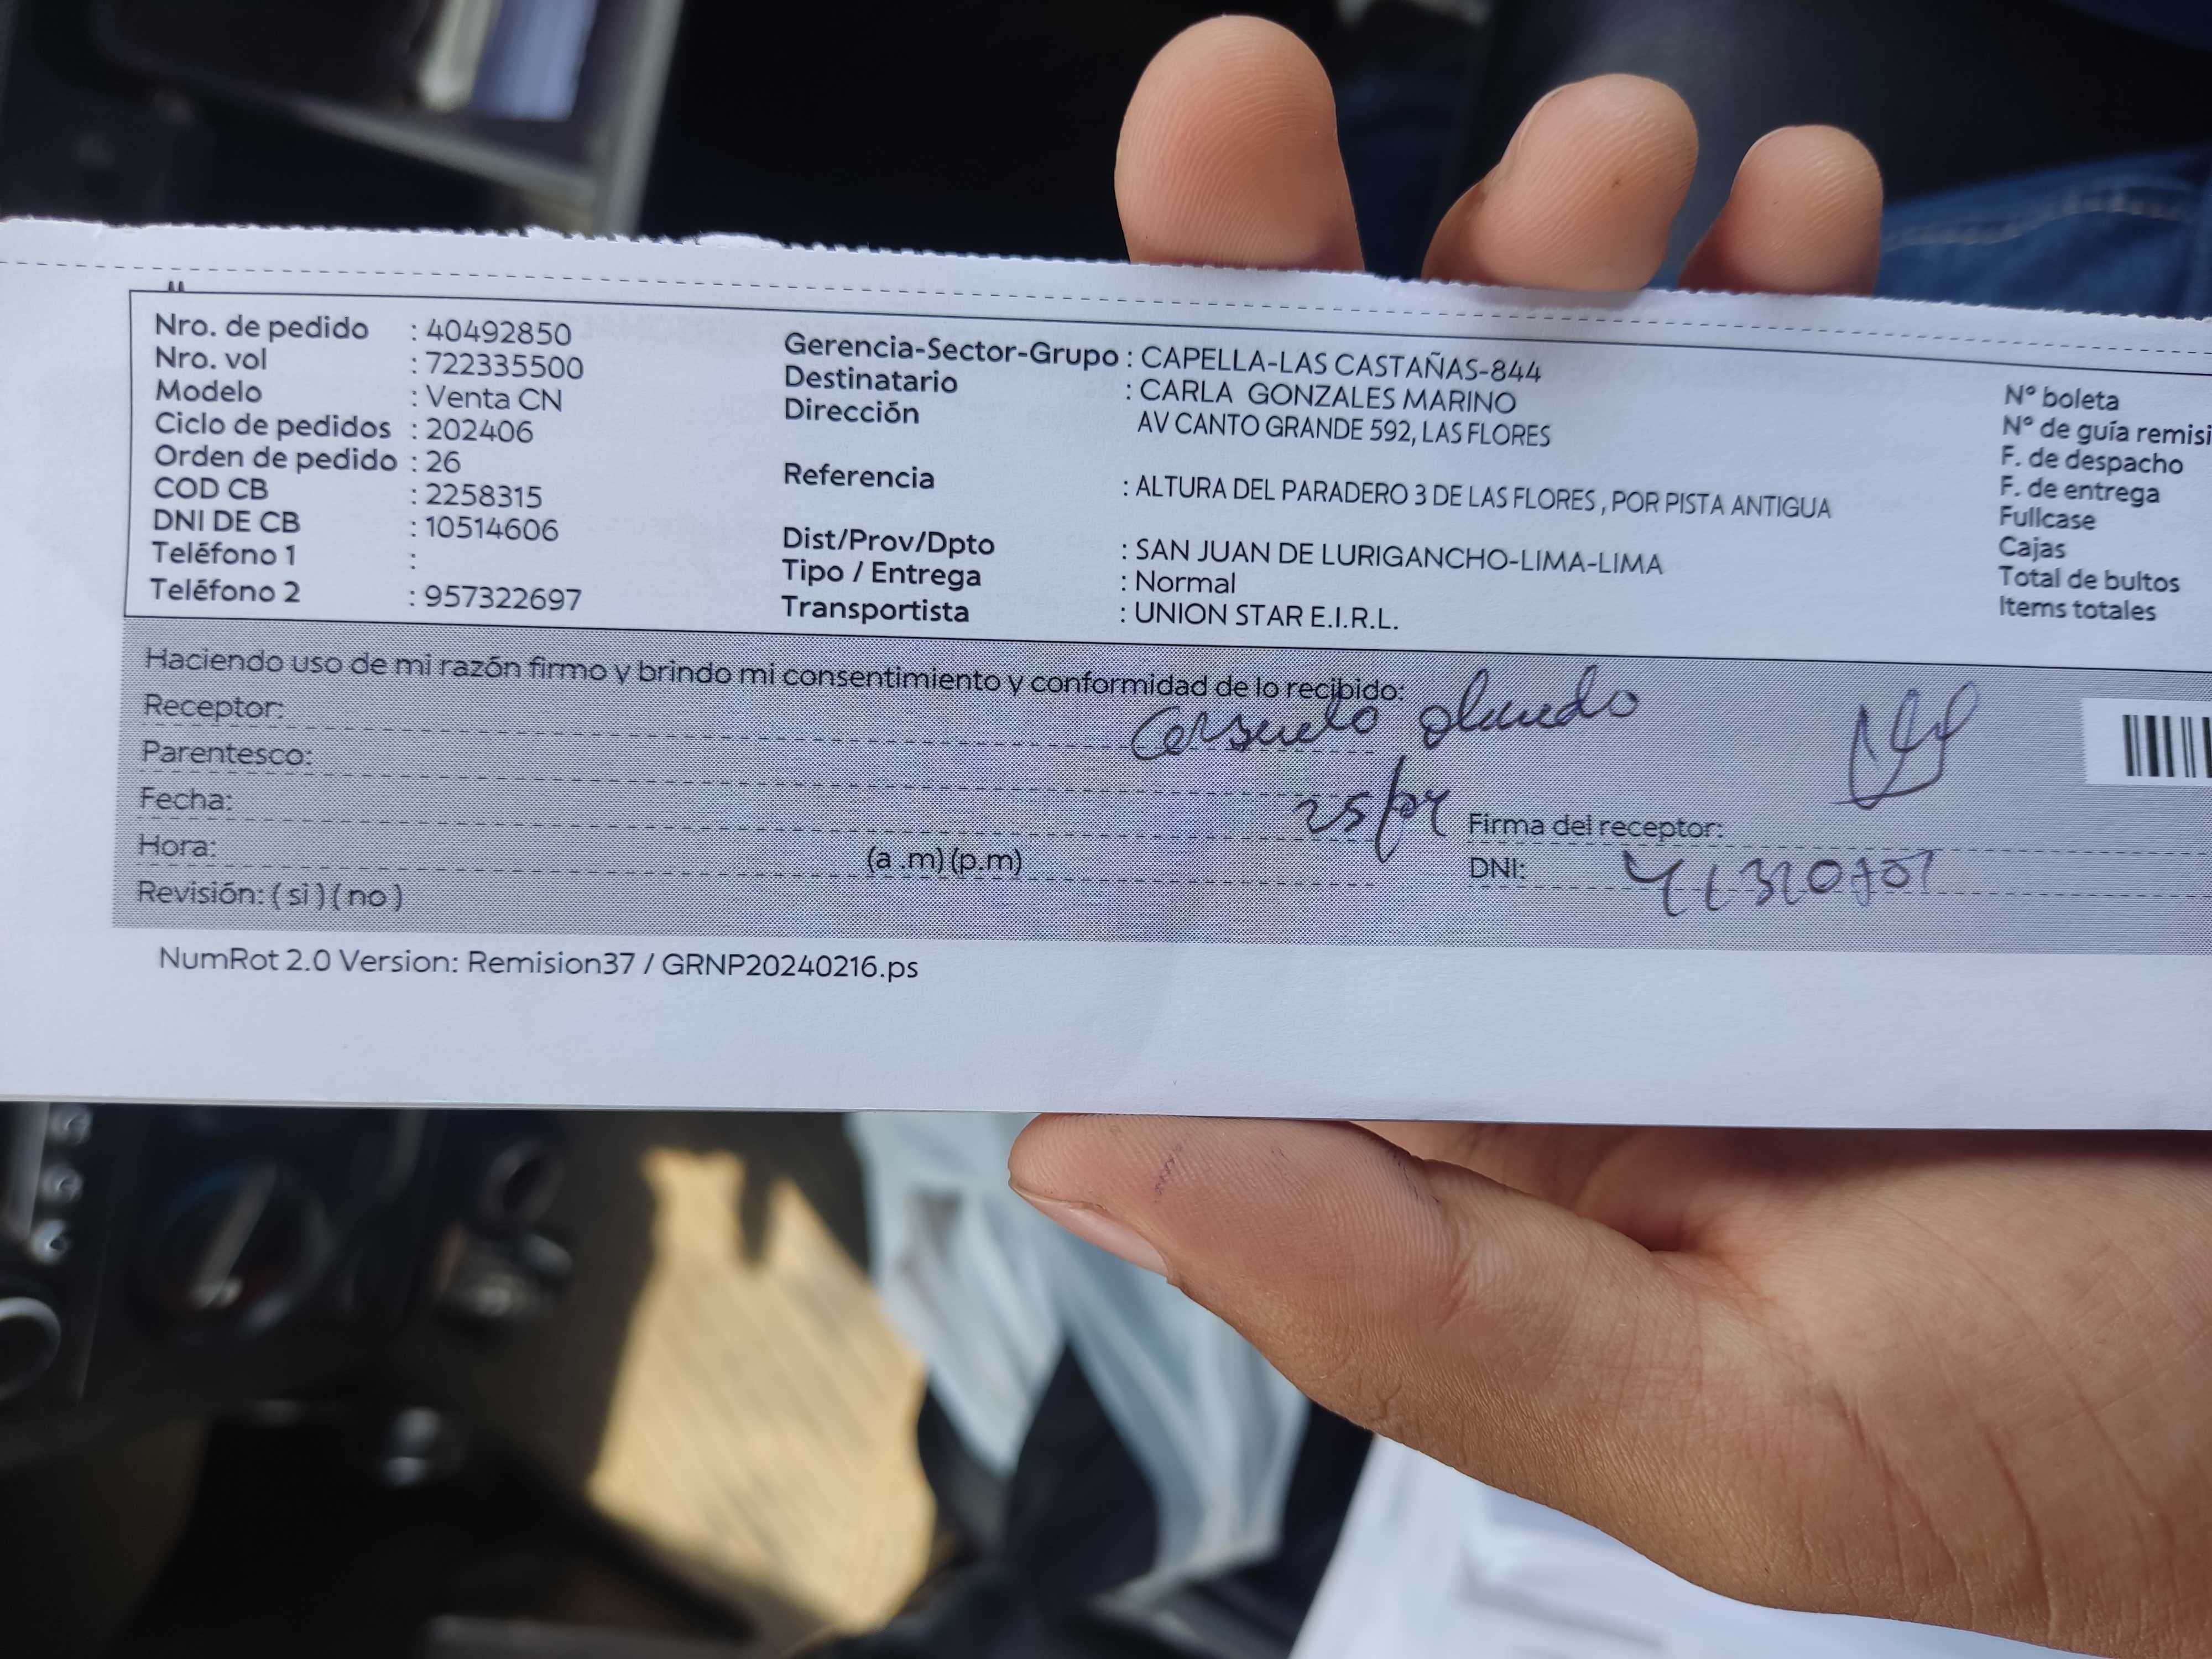 Nro. de pedido : 40492850
Nro. vol : 722335500
Modelo : Venta CN
Ciclo de pedidos : 202406
Orden de pedido : 26
COD CB : 2258315
DNI DE CB : 10514606
Teléfono 1 :
Teléfono 2 : 957322697
Gerencia-Sector-Grupo : CAPELLA-LAS CASTAÑAS-844
Destinatario : CARLA GONZALES MARINO
Dirección AV CANTO GRANDE 592, LAS FLORES
Referencia : ALTURA DEL PARADERO 3 DE LAS FLORES , POR PISTA ANTIGUA
Dist/Prov/Dpto : SAN JUAN DE LURIGANCHO-LIMA-LIMA
Tipo / Entrega : Normal
Transportista : UNION STAR E.I.R.L.
N° boleta
N° de guía remisi
F. de despacho
F. de entrega
Fullcase
Cajas
Total de bultos
Items totales
Haciendo uso de mi razón firmo y brindo mi consentimiento y conformidad de lo recibido:
Receptor: Consuelo
Parentesco:
Fecha:
Hora: (a .m) (p.m)
Revisión: ( si ) ( no )
Firma del receptor:
DNI:
NumRot 2.0 Version: Remision37 / GRNP20240216.ps